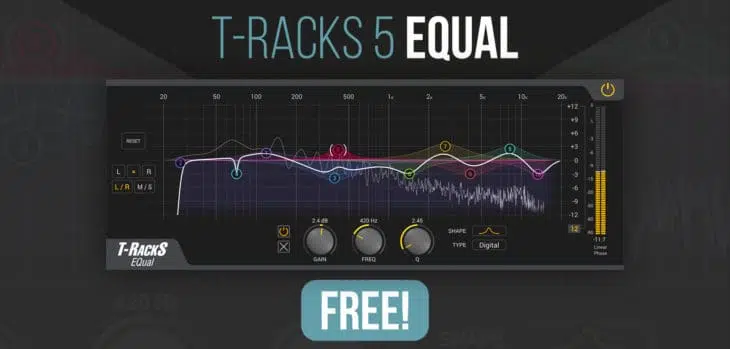 T-RACKS 5 EQUAL
20 50 100 200 500 1k 2k 5k 10k 20k
RESET
L R
L/R M/S
+12
+9
+6
+3
0
-3
-6
-9
-12
12
2.4 dB 420 Hz 2.45
GAIN FREQ Q
SHAPE
TYPE Digital
-11.7
Linear
Phase
T-RackS
EQual
FREE!